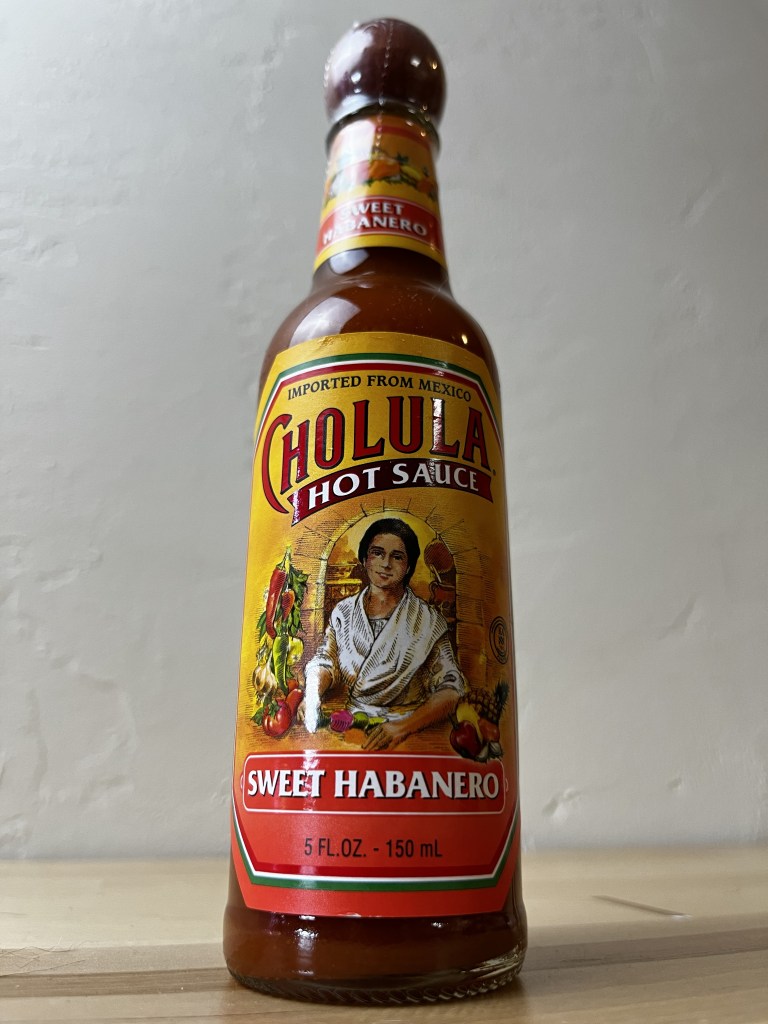 SWEET
HABANERO
IMPORTED FROM MEXICO
CHOLULA®
HOT SAUCE
SWEET HABANERO
5 FL.OZ. - 150 mL